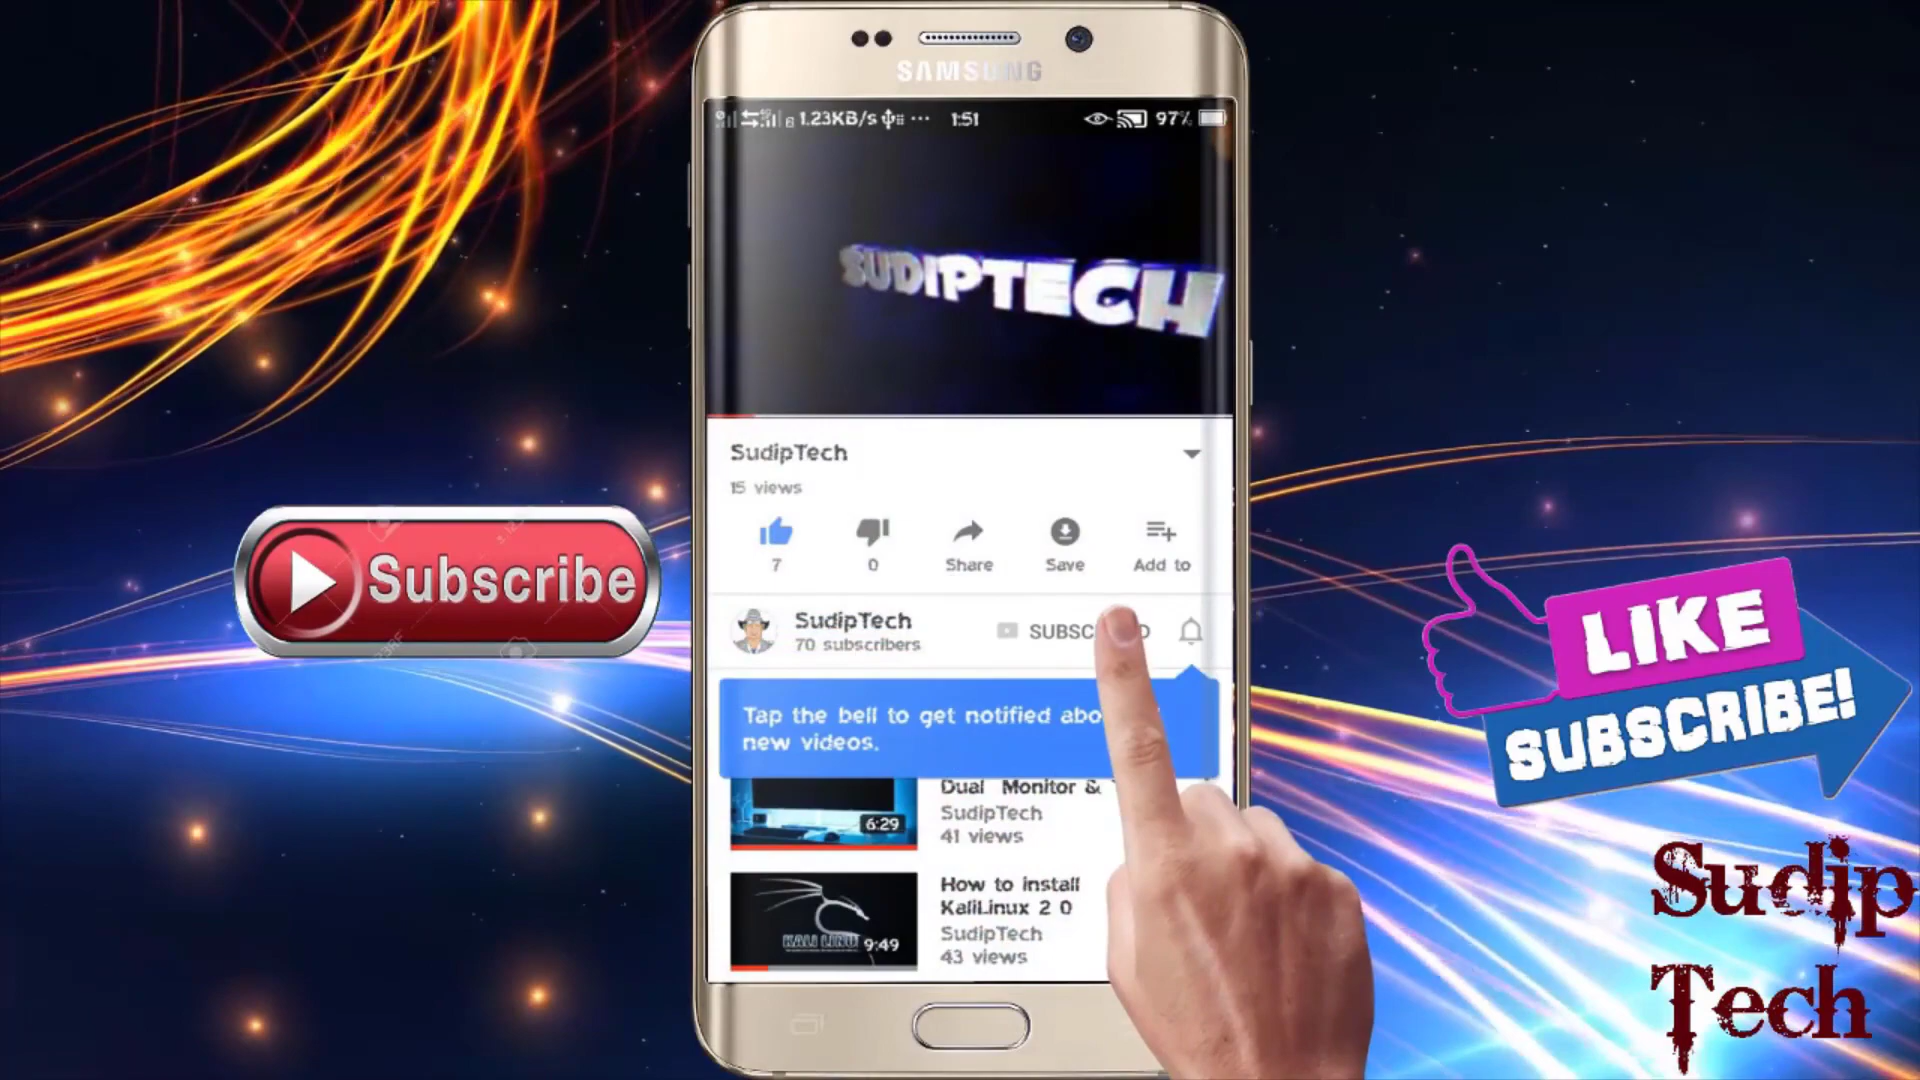 SAMSUNG
1.23KB/s ... 1:51 97%
SUDIPTECH
SudipTech
15 views
7 0 Share Save Add to
SudipTech
70 subscribers
Tap the bell to get notified
new videos.
6:29
Dual Monitor &
SudipTech
41 views
KALI LINU 9:49
How to install
KaliLinux 2 0
SudipTech
43 views
Subscribe
LIKE
SUBSCRIBE!
Sudip
Tech